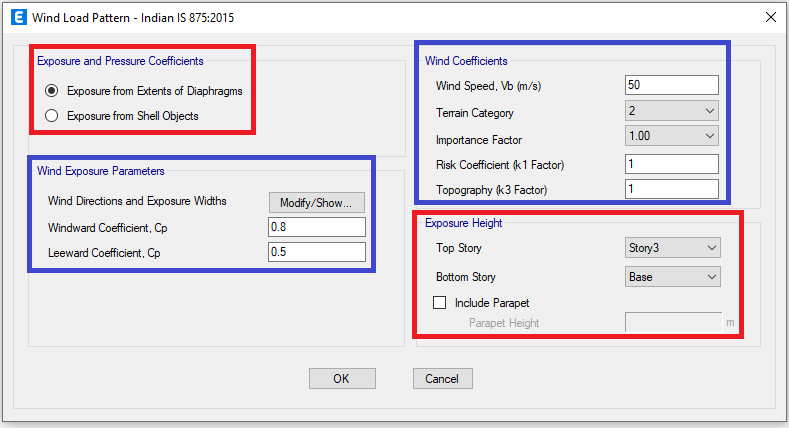 E Wind Load Pattern - Indian IS 875:2015
Exposure and Pressure Coefficients
Exposure from Extents of Diaphragms
Exposure from Shell Objects
Wind Exposure Parameters
Wind Directions and Exposure Widths Modify/Show...
Windward Coefficient, Cp 0.8
Leeward Coefficient, Cp 0.5
Wind Coefficients
Wind Speed, Vb (m/s) 50
Terrain Category 2
Importance Factor 1.00
Risk Coefficient (k1 Factor) 1
Topography (k3 Factor) 1
Exposure Height
Top Story Story3
Bottom Story Base
Include Parapet
Parapet Height m
OK Cancel